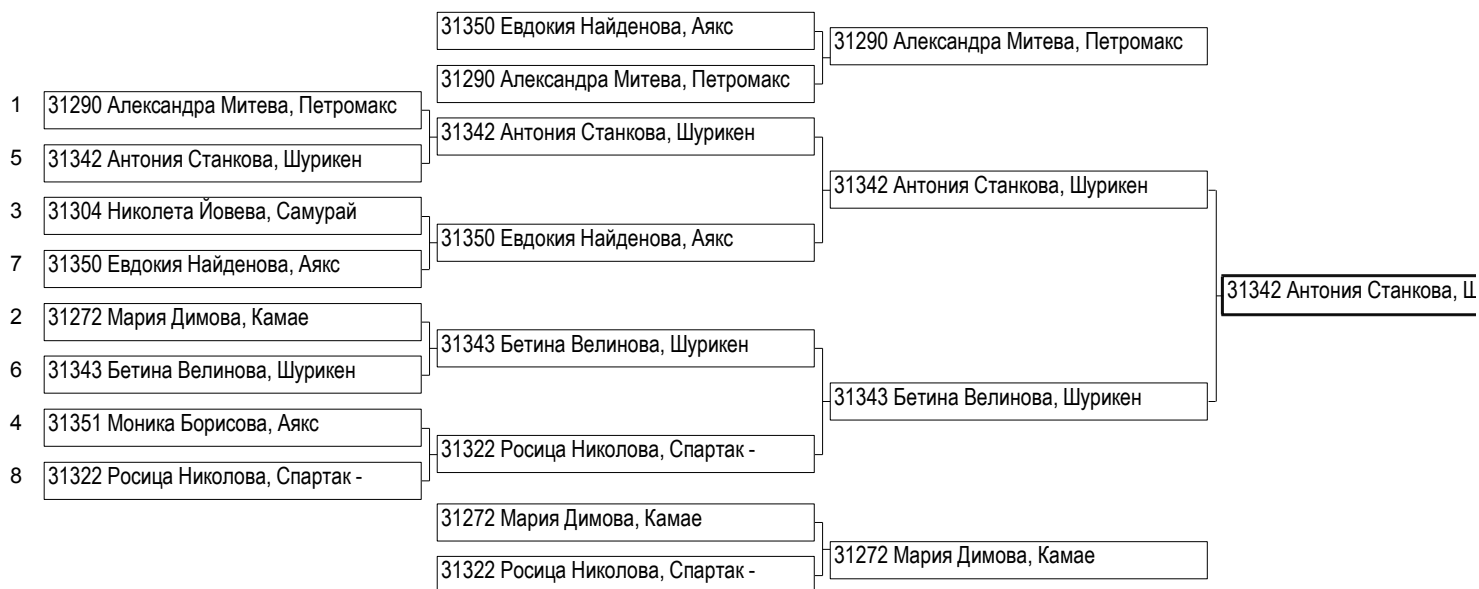 31350 Евдокия Найденова, Аякс
31290 Александра Митева, Петромакс
31290 Александра Митева, Петромакс
1 31290 Александра Митева, Петромакс
31342 Антония Станкова, Шурикен
5 31342 Антония Станкова, Шурикен
31342 Антония Станкова, Шурикен
3 31304 Николета Йовева, Самурай
31350 Евдокия Найденова, Аякс
7 31350 Евдокия Найденова, Аякс
31342 Антония Станкова, Ш
2 31272 Мария Димова, Камае
31343 Бетина Велинова, Шурикен
6 31343 Бетина Велинова, Шурикен
31343 Бетина Велинова, Шурикен
4 31351 Моника Борисова, Аякс
31322 Росица Николова, Спартак -
8 31322 Росица Николова, Спартак -
31272 Мария Димова, Камае
31272 Мария Димова, Камае
31322 Росица Николова, Спартак -